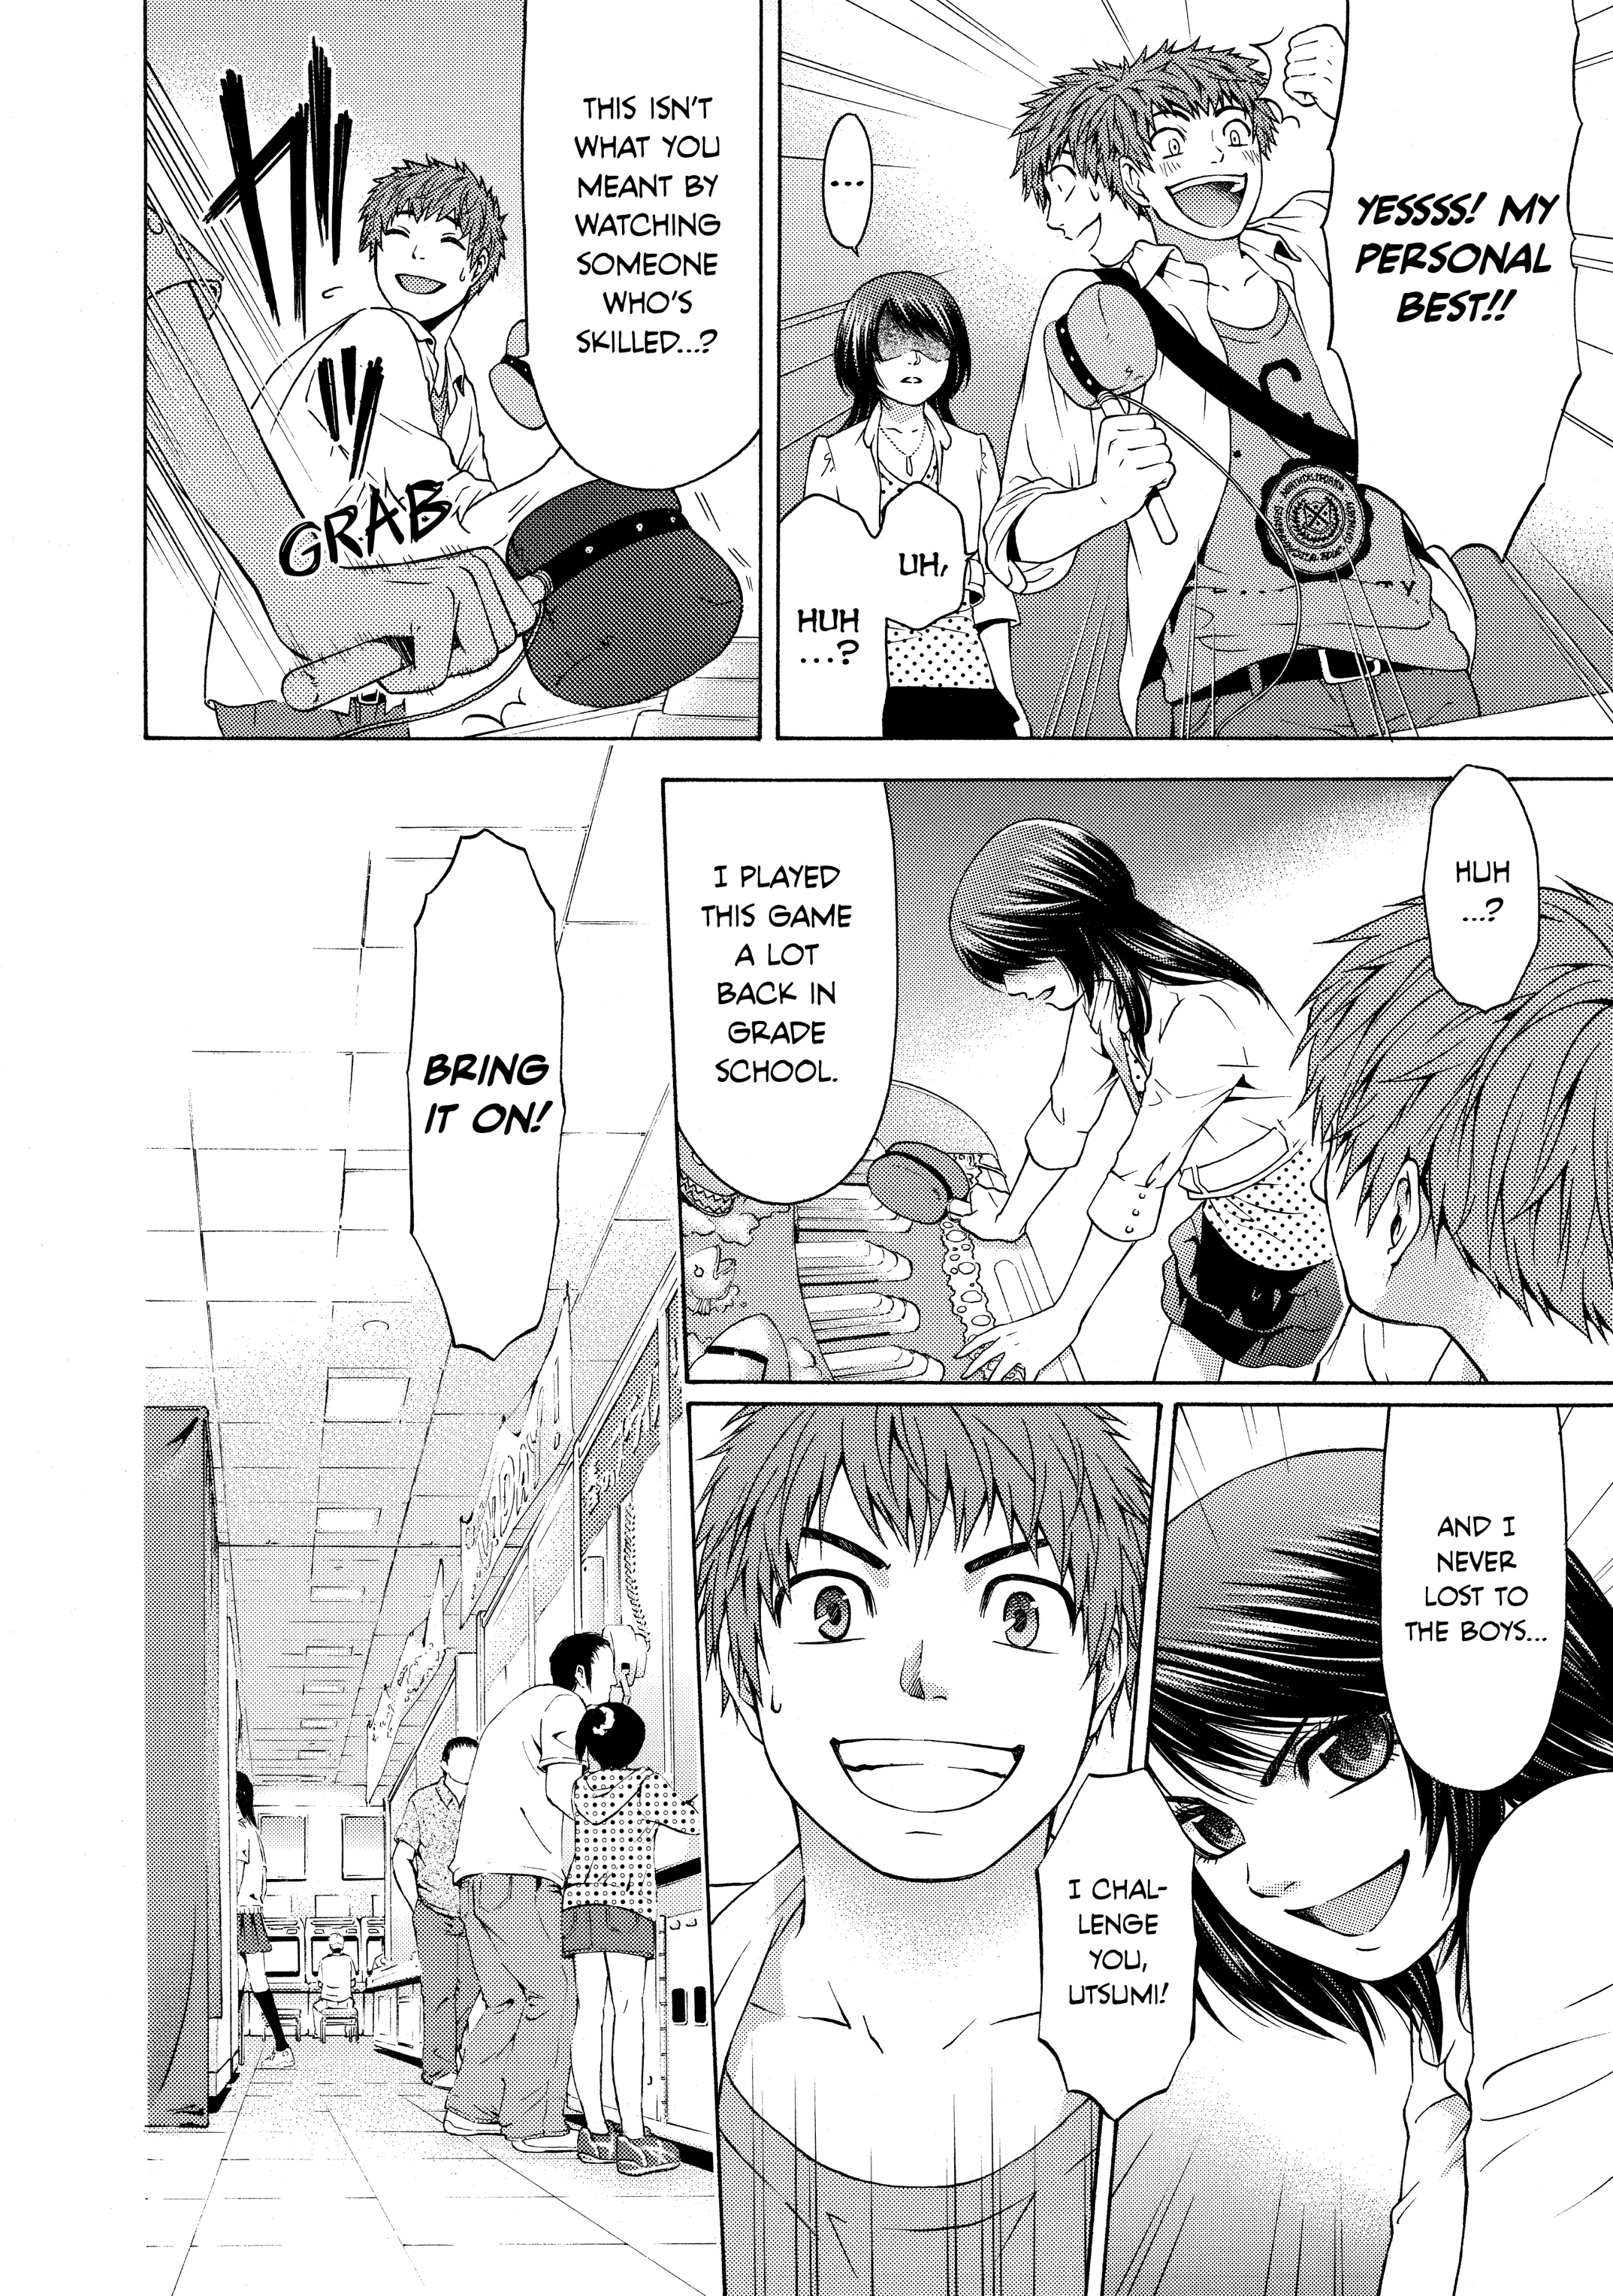 YESSSS! MY
PERSONAL
BEST!!
...
UH,
HUH
...?
THIS ISN'T
WHAT YOU
MEANT BY
WATCHING
SOMEONE
WHO'S
SKILLED...?
ガッ
GRAB
HUH
...?
I PLAYED
THIS GAME
A LOT
BACK IN
GRADE
SCHOOL.
AND I
NEVER
LOST TO
THE BOYS...
I CHAL-
LENGE
YOU,
UTSUMI!
BRING
IT ON!